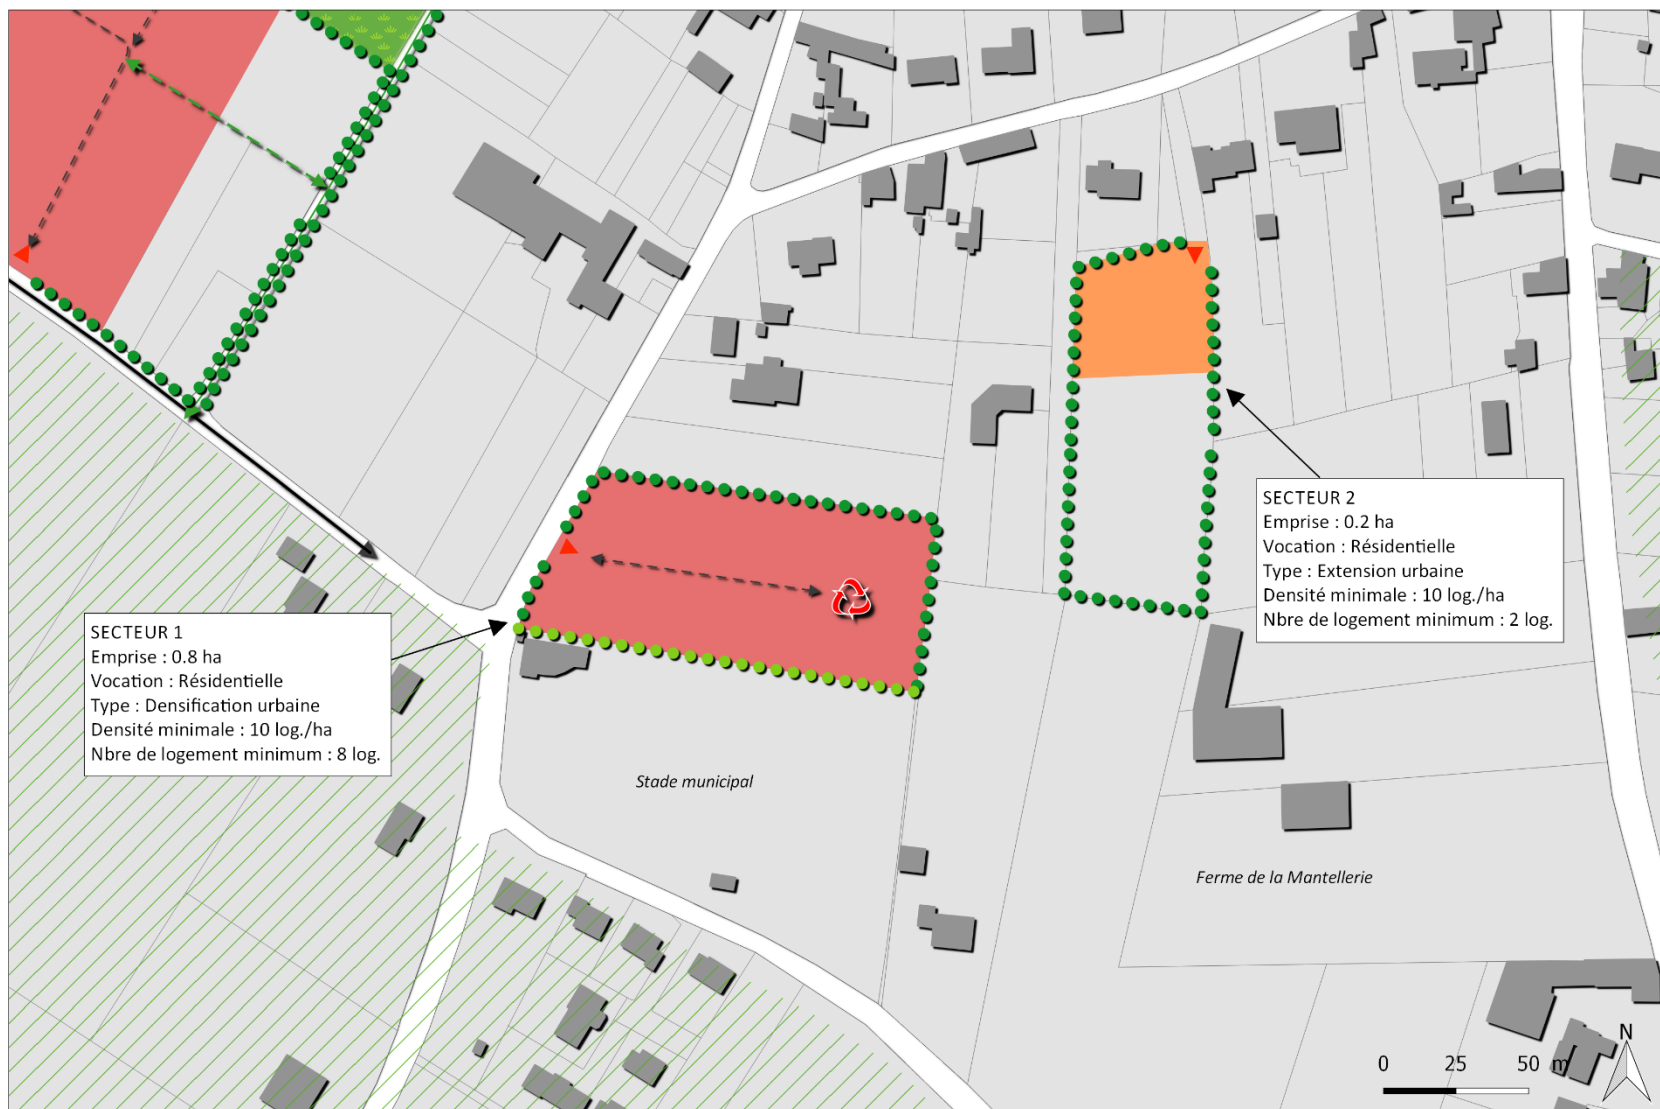 SECTEUR 1
Emprise : 0.8 ha
Vocation : Résidentielle
Type : Densification urbaine
Densité minimale : 10 log./ha
Nbre de logement minimum : 8 log.
SECTEUR 2
Emprise : 0.2 ha
Vocation : Résidentielle
Type : Extension urbaine
Densité minimale : 10 log./ha
Nbre de logement minimum : 2 log.
Stade municipal
Ferme de la Mantellerie
N
0 25 50 m